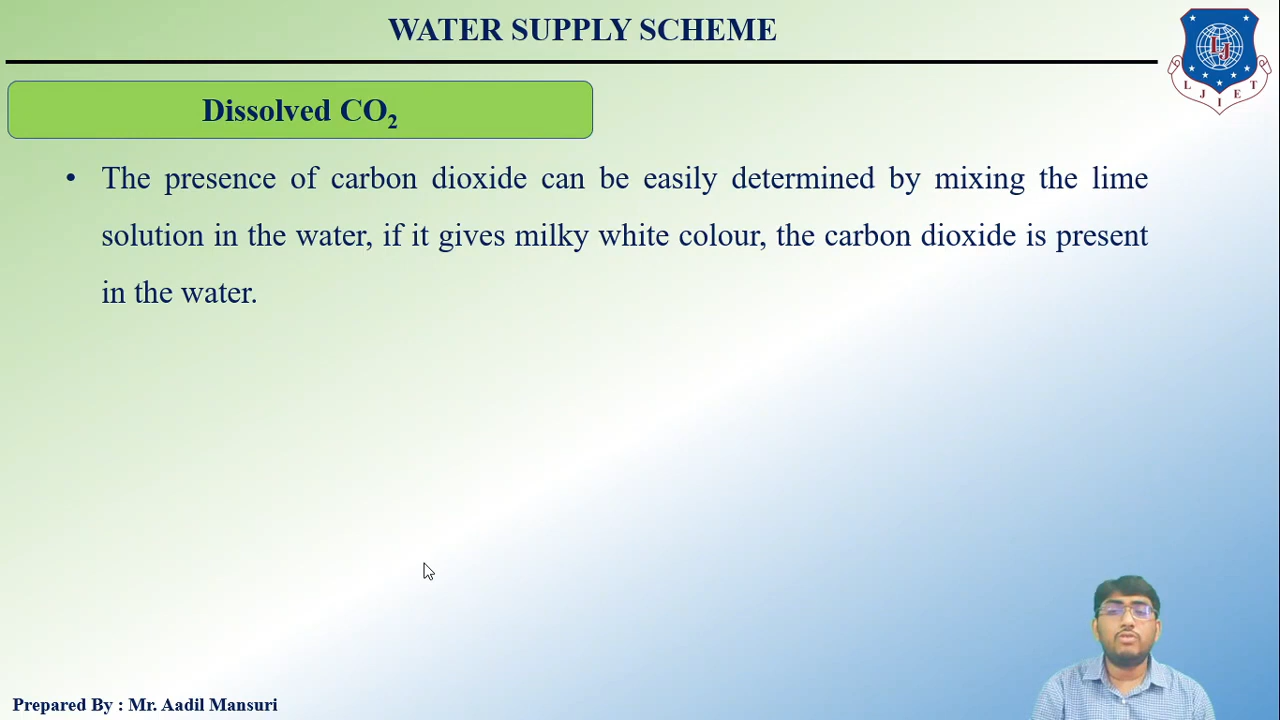 WATER SUPPLY SCHEME
LJ
L J I E T
Dissolved CO₂
• The presence of carbon dioxide can be easily determined by mixing the lime
solution in the water, if it gives milky white colour, the carbon dioxide is present
in the water.
Prepared By : Mr. Aadil Mansuri